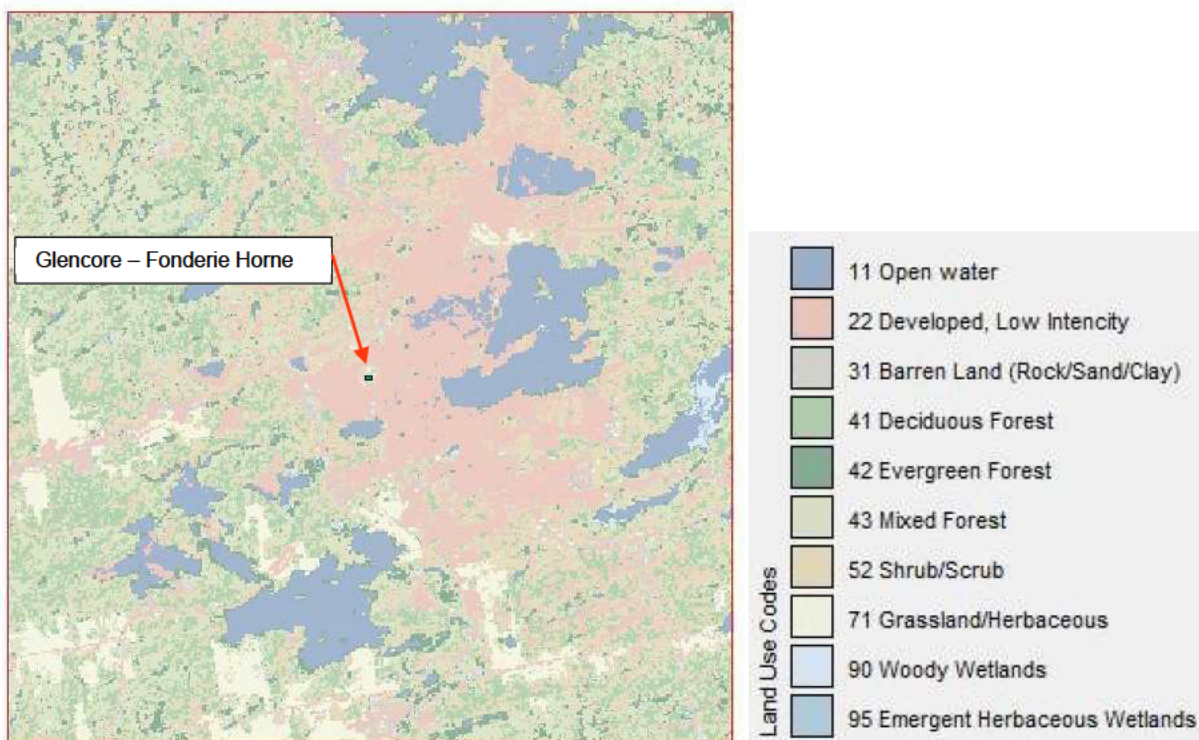 Glencore – Fonderie Horne
11 Open water
22 Developed, Low Intencity
31 Barren Land (Rock/Sand/Clay)
41 Deciduous Forest
42 Evergreen Forest
43 Mixed Forest
52 Shrub/Scrub
71 Grassland/Herbaceous
90 Woody Wetlands
95 Emergent Herbaceous Wetlands
Land Use Codes